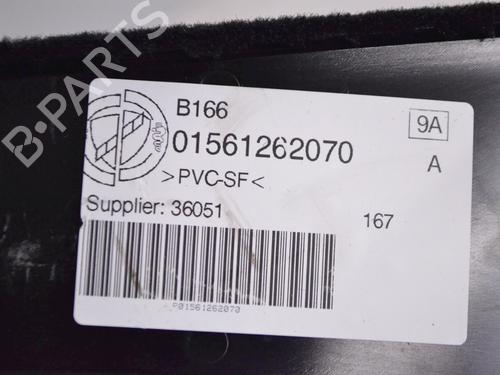 B-PARTS
B166
9A
01561262070
A
>PVC-SF<
Supplier: 36051
167
P01561262070